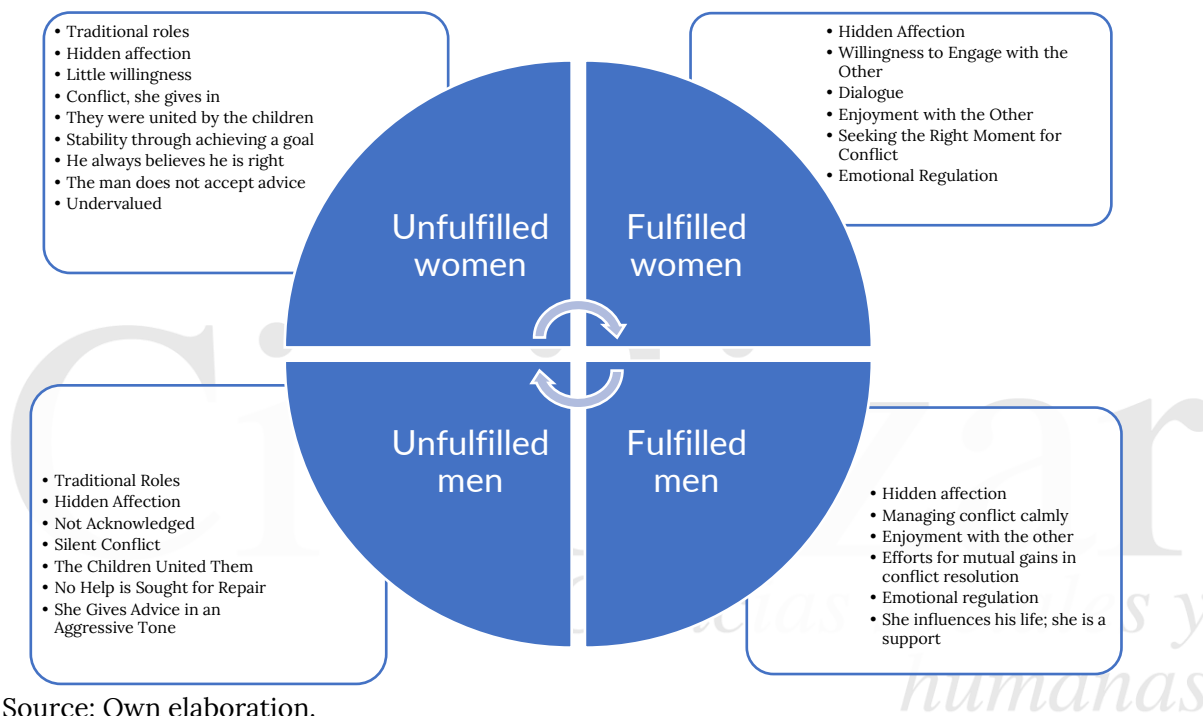 • Traditional roles
• Hidden affection
• Little willingness
• Conflict, she gives in
• They were united by the children
• Stability through achieving a goal
• He always believes he is right
• The man does not accept advice
• Undervalued
• Hidden Affection
• Willingness to Engage with the
Other
• Dialogue
• Enjoyment with the Other
• Seeking the Right Moment for
Conflict
• Emotional Regulation
Unfulfilled
women
Fulfilled
women
Unfulfilled
men
Fulfilled
men
• Traditional Roles
• Hidden Affection
• Not Acknowledged
• Silent Conflict
• The Children United Them
• No Help is Sought for Repair
• She Gives Advice in an
Aggressive Tone
• Hidden affection
• Managing conflict calmly
• Enjoyment with the other
• Efforts for mutual gains in
conflict resolution
• Emotional regulation
• She influences his life; she is a
support
y
humanas
Source: Own elaboration.